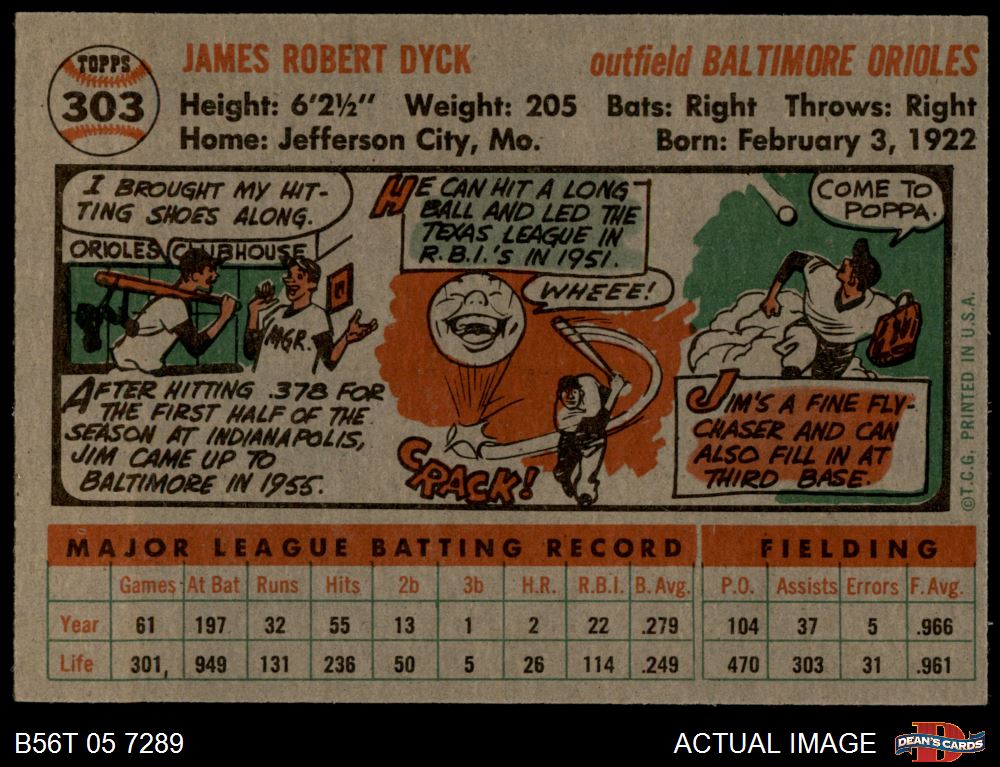 TOPPS
303
JAMES ROBERT DYCK
outfield BALTIMORE ORIOLES
Height: 6'2½" Weight: 205 Bats: Right Throws: Right
Home: Jefferson City, Mo. Born: February 3, 1922
I BROUGHT MY HIT-
TING SHOES ALONG.
ORIOLES CLUBHOUSE
MGR.
AFTER HITTING .378 FOR
THE FIRST HALF OF THE
SEASON AT INDIANAPOLIS,
JIM CAME UP TO
BALTIMORE IN 1955.
HE CAN HIT A LONG
BALL AND LED THE
TEXAS LEAGUE IN
R.B.I.'S IN 1951.
WHEEE!
CRACK!
COME TO
POPPA.
JIM'S A FINE FLY-
CHASER AND CAN
ALSO FILL IN AT
THIRD BASE.
©T.C.G. PRINTED IN U.S.A.
MAJOR LEAGUE BATTING RECORD FIELDING
Games At Bat Runs Hits 2b 3b H.R. R.B.I. B. Avg. P.O. Assists Errors F. Avg.
Year 61 197 32 55 13 1 2 22 .279 104 37 5 .966
Life 301, 949 131 236 50 5 26 114 .249 470 303 31 .961
B56T 05 7289
ACTUAL IMAGE
D
DEAN'S CARDS